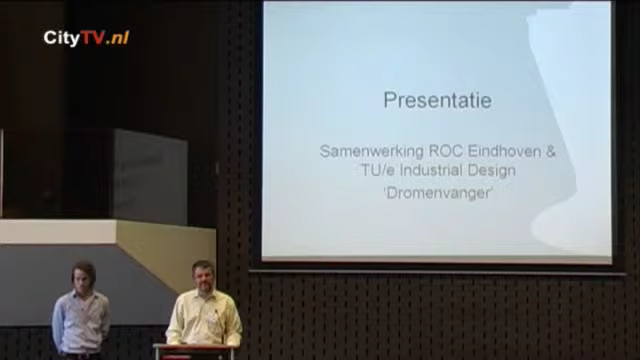 CityTV.nl
Presentatie
Samenwerking ROC Eindhoven &
TU/e Industrial Design
'Dromenvanger'